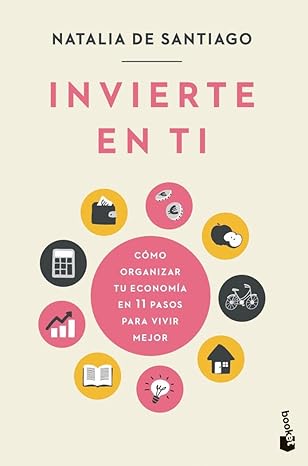 NATALIA DE SANTIAGO
INVIERTE
EN TI
CÓMO
ORGANIZAR
TU ECONOMÍA
EN 11 PASOS
PARA VIVIR
MEJOR
booket